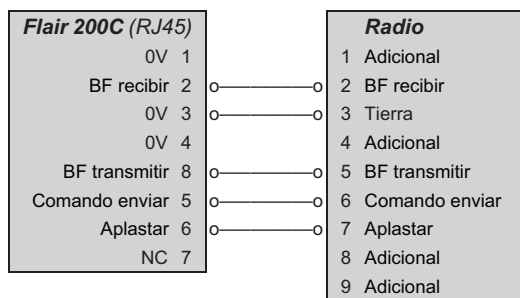 Flair 200C (RJ45)
0V 1
BF recibir 2
0V 3
0V 4
BF transmitir 8
Comando enviar 5
Aplastar 6
NC 7
Radio
1 Adicional
2 BF recibir
3 Tierra
4 Adicional
5 BF transmitir
6 Comando enviar
7 Aplastar
8 Adicional
9 Adicional